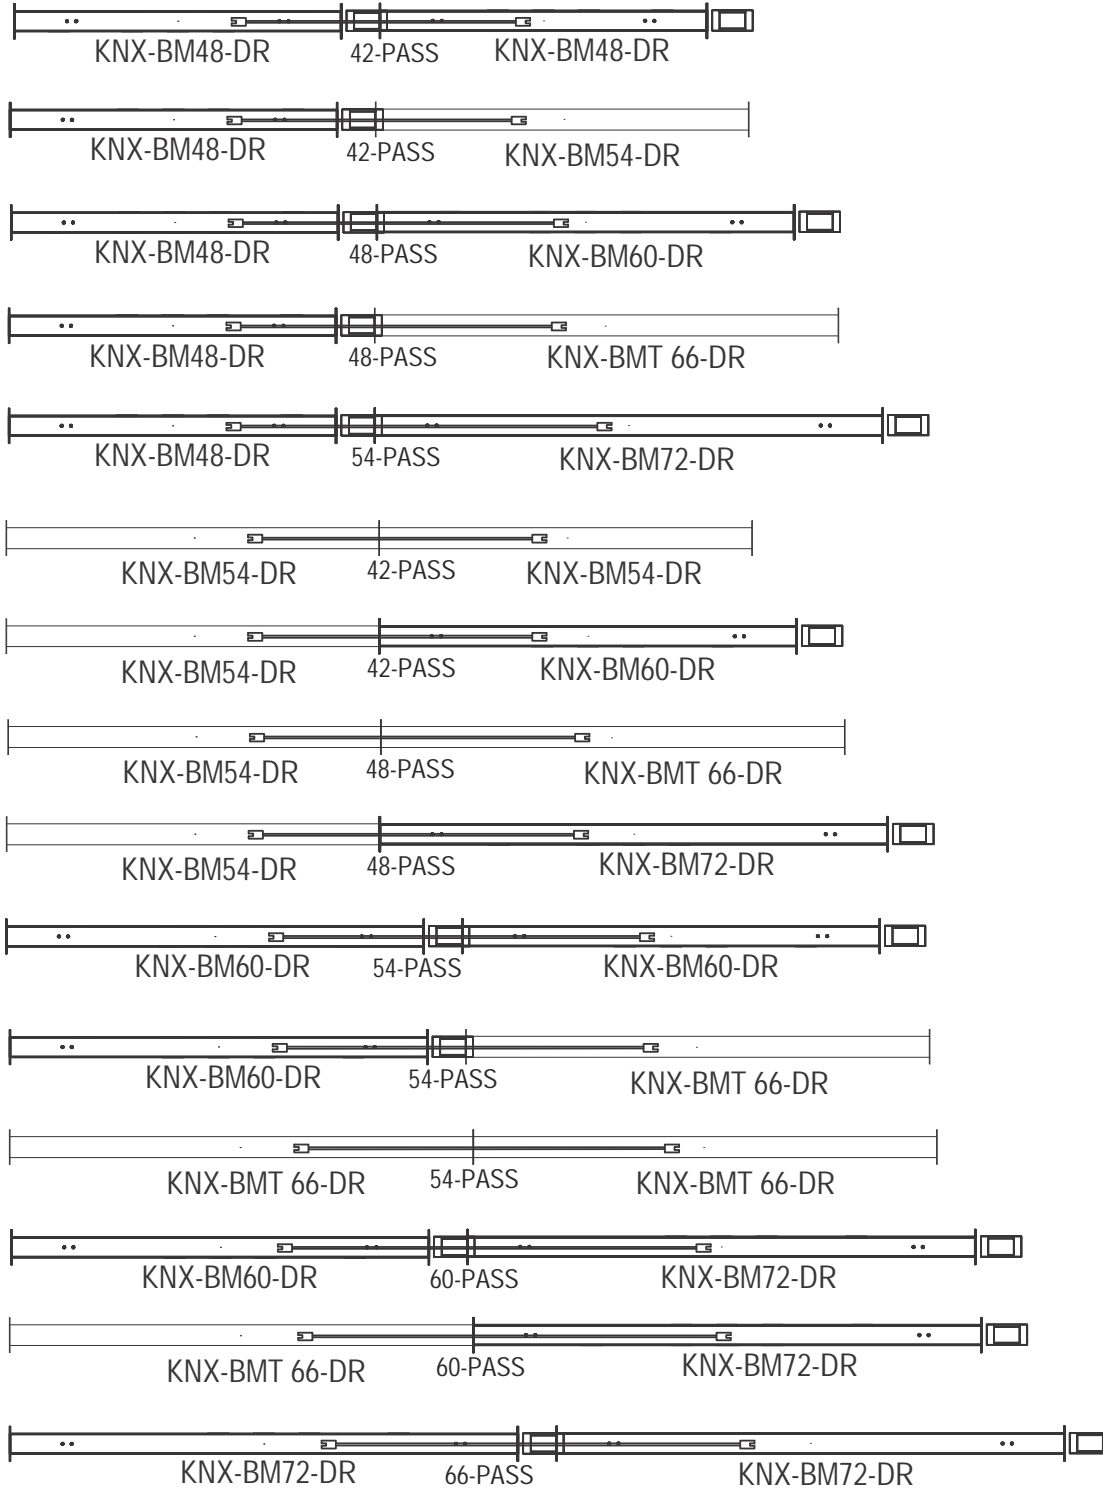 KNX-BM48-DR 42-PASS KNX-BM48-DR
KNX-BM48-DR 42-PASS KNX-BM54-DR
KNX-BM48-DR 48-PASS KNX-BM60-DR
KNX-BM48-DR 48-PASS KNX-BMT 66-DR
KNX-BM48-DR 54-PASS KNX-BM72-DR
KNX-BM54-DR 42-PASS KNX-BM54-DR
KNX-BM54-DR 42-PASS KNX-BM60-DR
KNX-BM54-DR 48-PASS KNX-BMT 66-DR
KNX-BM54-DR 48-PASS KNX-BM72-DR
KNX-BM60-DR 54-PASS KNX-BM60-DR
KNX-BM60-DR 54-PASS KNX-BMT 66-DR
KNX-BMT 66-DR 54-PASS KNX-BMT 66-DR
KNX-BM60-DR 60-PASS KNX-BM72-DR
KNX-BMT 66-DR 60-PASS KNX-BM72-DR
KNX-BM72-DR 66-PASS KNX-BM72-DR